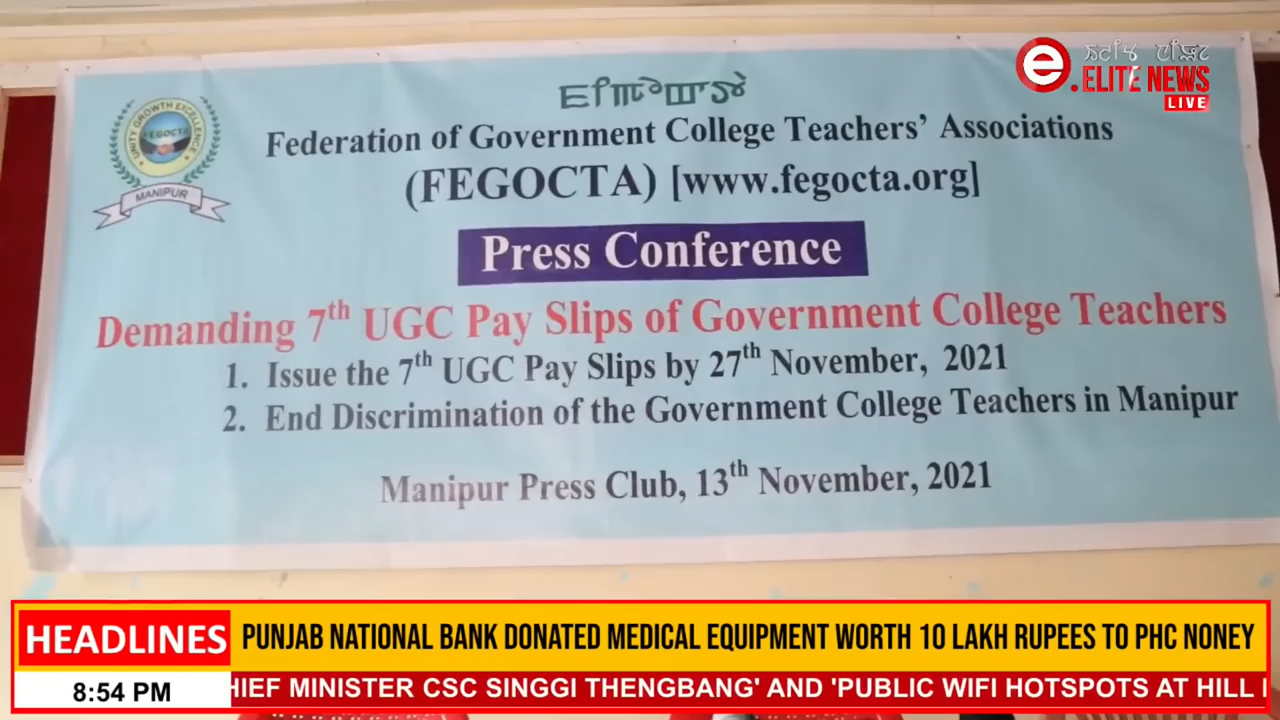 e. ELITE NEWS
LIVE
UNITY GROWTH EXCELLENCE
FEGOCTA
MANIPUR
Federation of Government College Teachers' Associations
(FEGOCTA) [www.fegocta.org]
Press Conference
Demanding 7th UGC Pay Slips of Government College Teachers
1. Issue the 7th UGC Pay Slips by 27th November, 2021
2. End Discrimination of the Government College Teachers in Manipur
Manipur Press Club, 13th November, 2021
HEADLINES PUNJAB NATIONAL BANK DONATED MEDICAL EQUIPMENT WORTH 10 LAKH RUPEES TO PHC NONEY
8:54 PM HIEF MINISTER CSC SINGGI THENGBANG' AND 'PUBLIC WIFI HOTSPOTS AT HILL